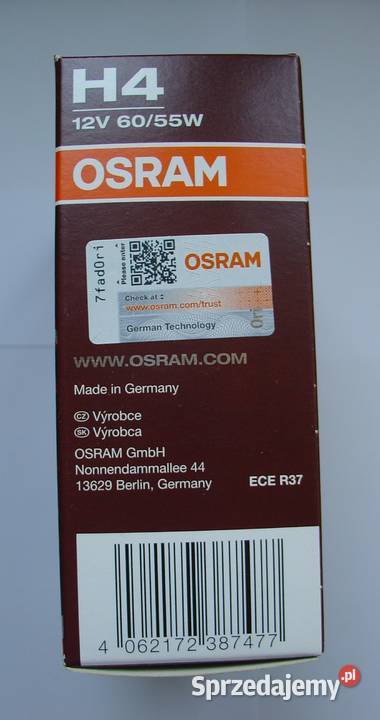 H4
12V 60/55W
OSRAM
7fad0ri
Please enter
OSRAM
Check at :
www.osram.com/trust
German Technology
Ori
WWW.OSRAM.COM
Made in Germany
CZ Výrobce
SK Výrobca
OSRAM GmbH
Nonnendammallee 44
13629 Berlin, Germany
ECE R37
4 062172 387477
Sprzedajemy.pl